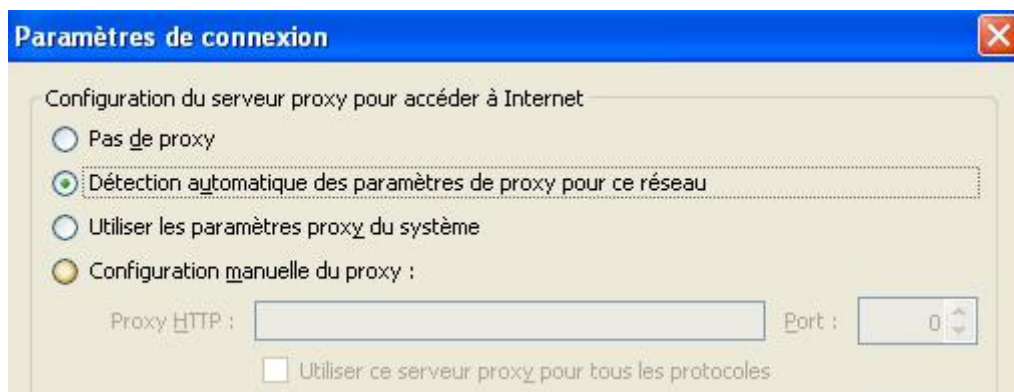 Paramètres de connexion
Configuration du serveur proxy pour accéder à Internet
Pas de proxy
Détection automatique des paramètres de proxy pour ce réseau
Utiliser les paramètres proxy du système
Configuration manuelle du proxy :
Proxy HTTP : Port : 0
Utiliser ce serveur proxy pour tous les protocoles